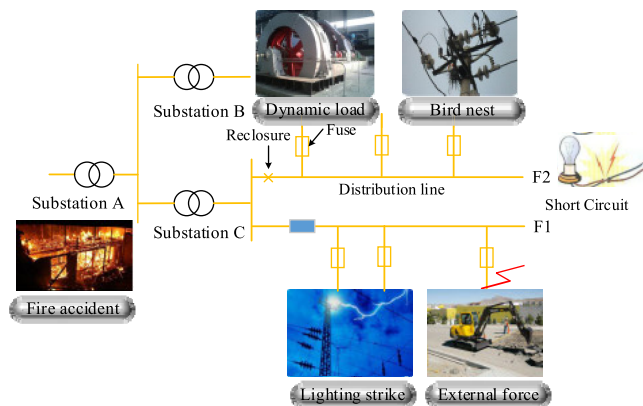 Substation B
Dynamic load
Bird nest
Reclosure
Fuse
Substation A
Distribution line
F2
Short Circuit
Substation C
F1
Fire accident
Lighting strike
External force